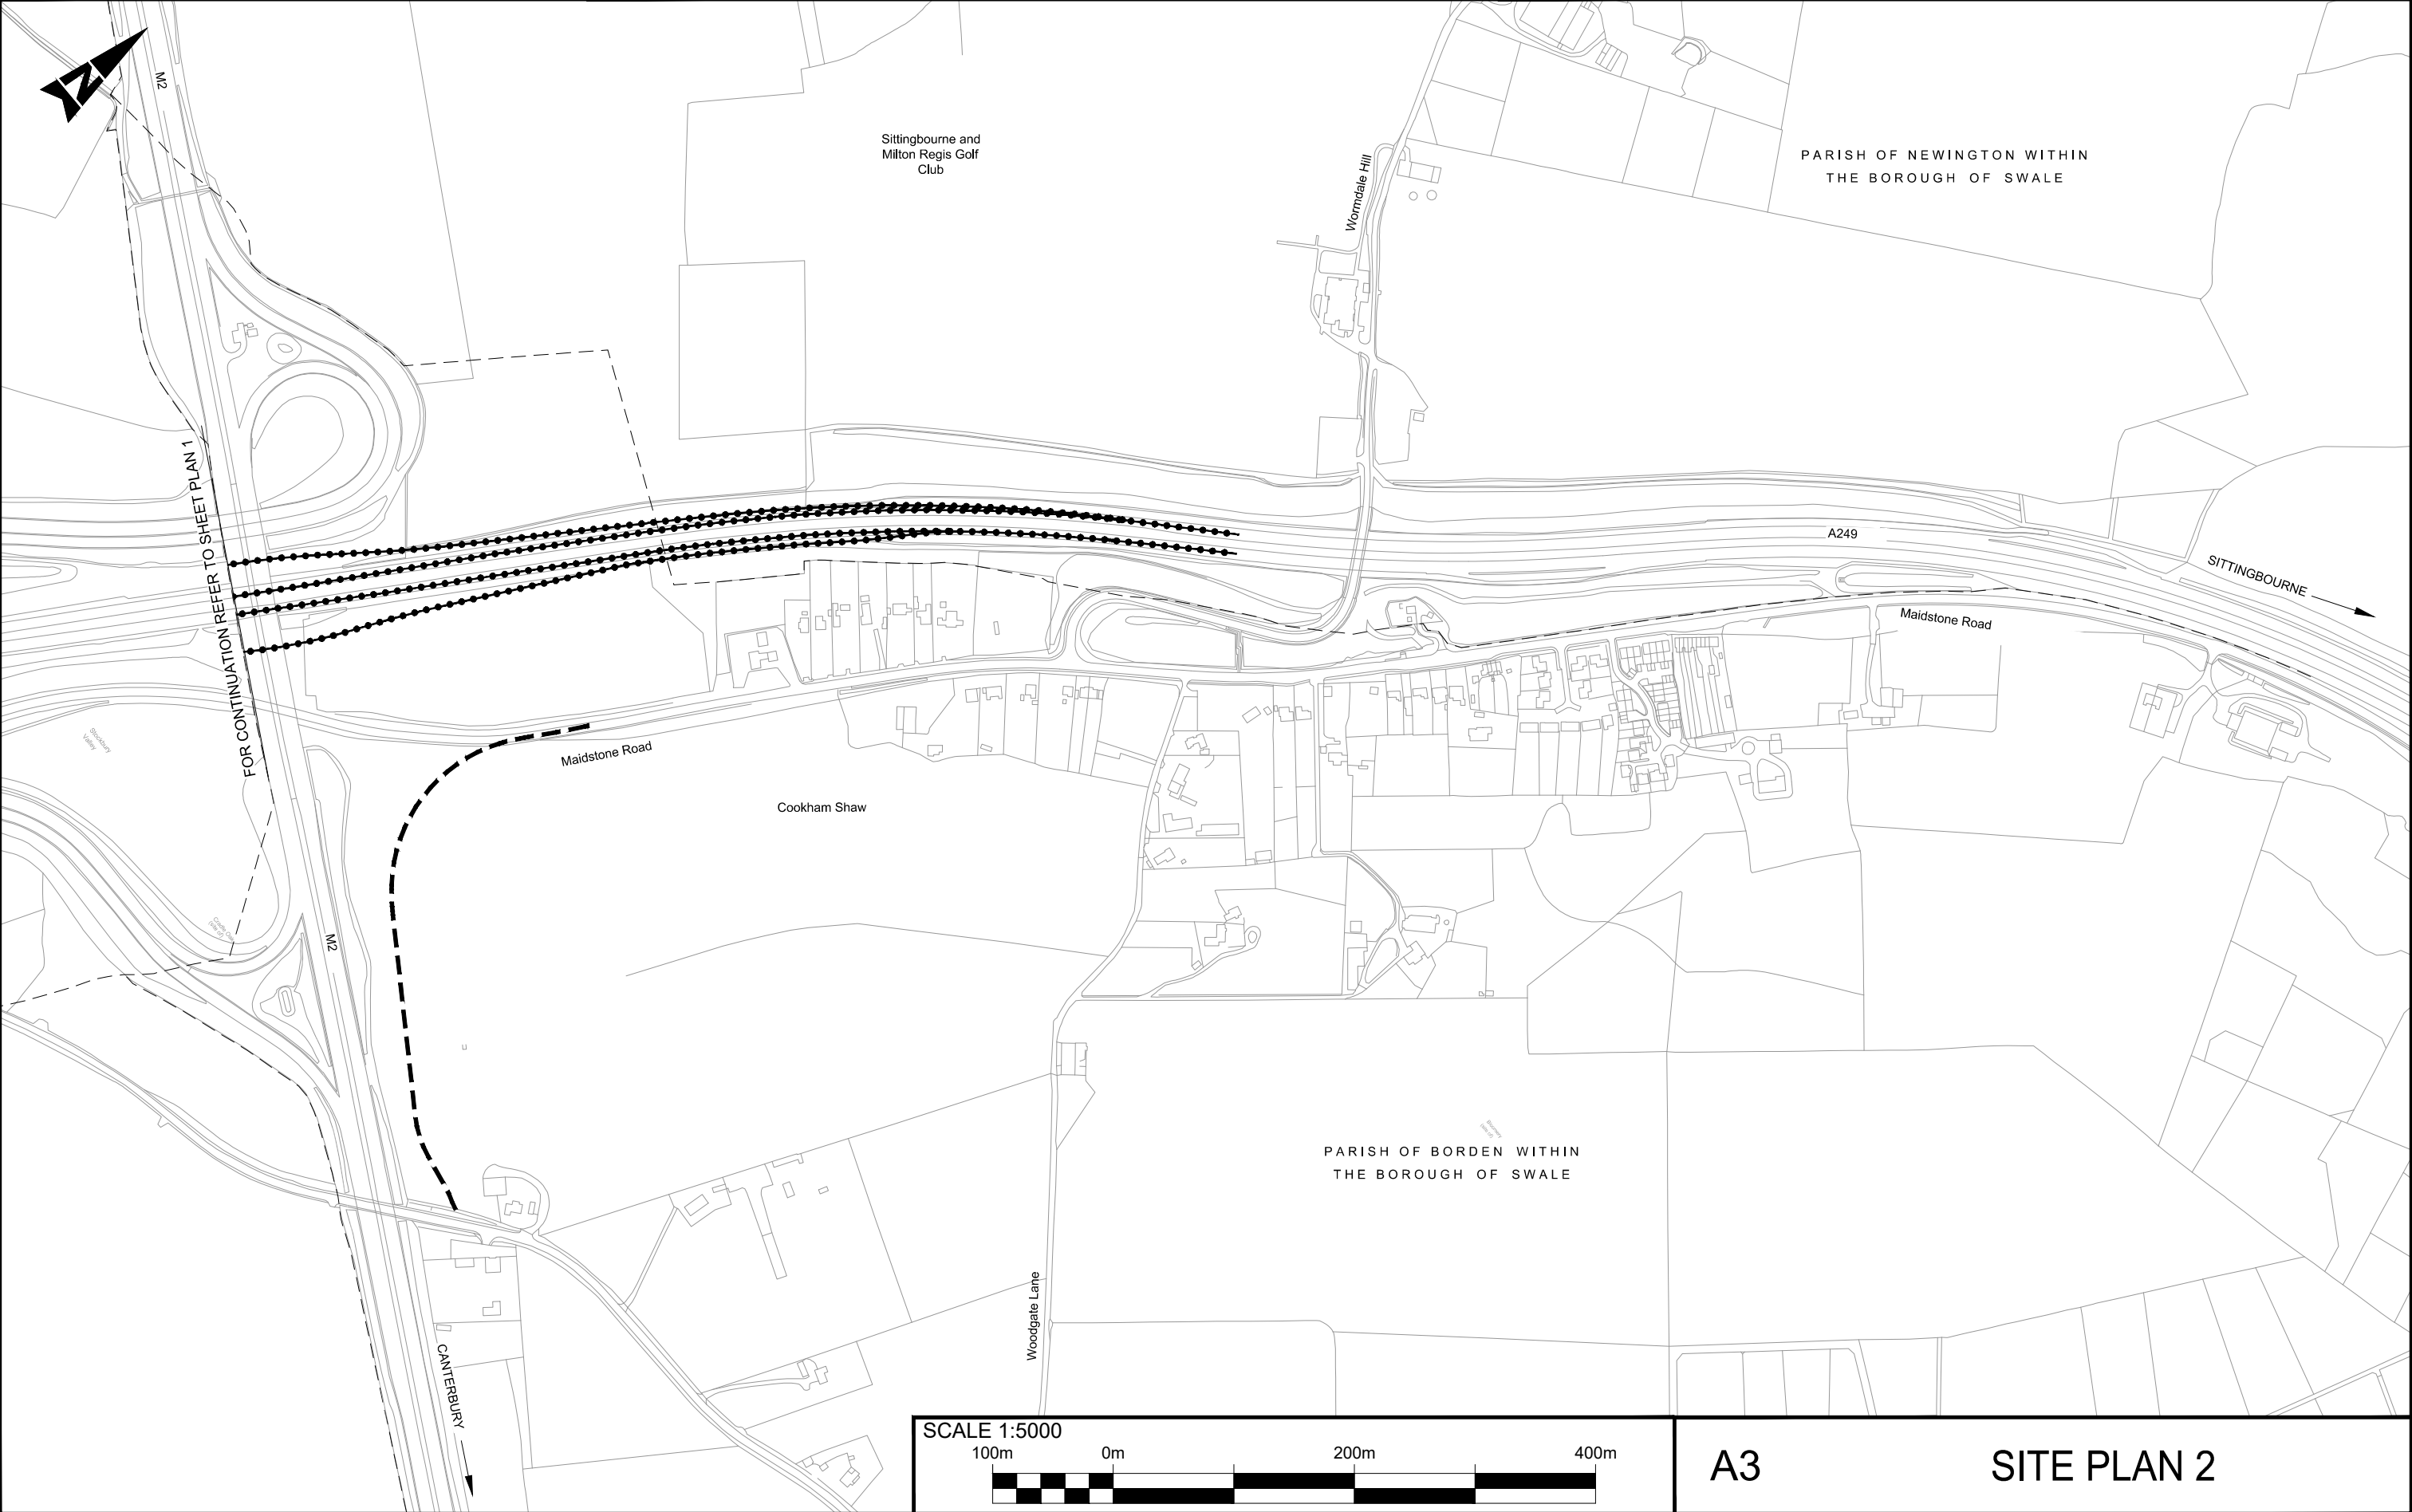 N
M2
Sittingbourne and
Milton Regis Golf
Club
Wormdale Hill
PARISH OF NEWINGTON WITHIN
THE BOROUGH OF SWALE
FOR CONTINUATION REFER TO SHEET PLAN 1
A249
SITTINGBOURNE
Maidstone Road
Stockbury
Valley
Maidstone Road
Cookham Shaw
M2
u
PARISH OF BORDEN WITHIN
THE BOROUGH OF SWALE
Woodgate Lane
CANTERBURY
SCALE 1:5000
100m 0m 200m 400m
A3 SITE PLAN 2